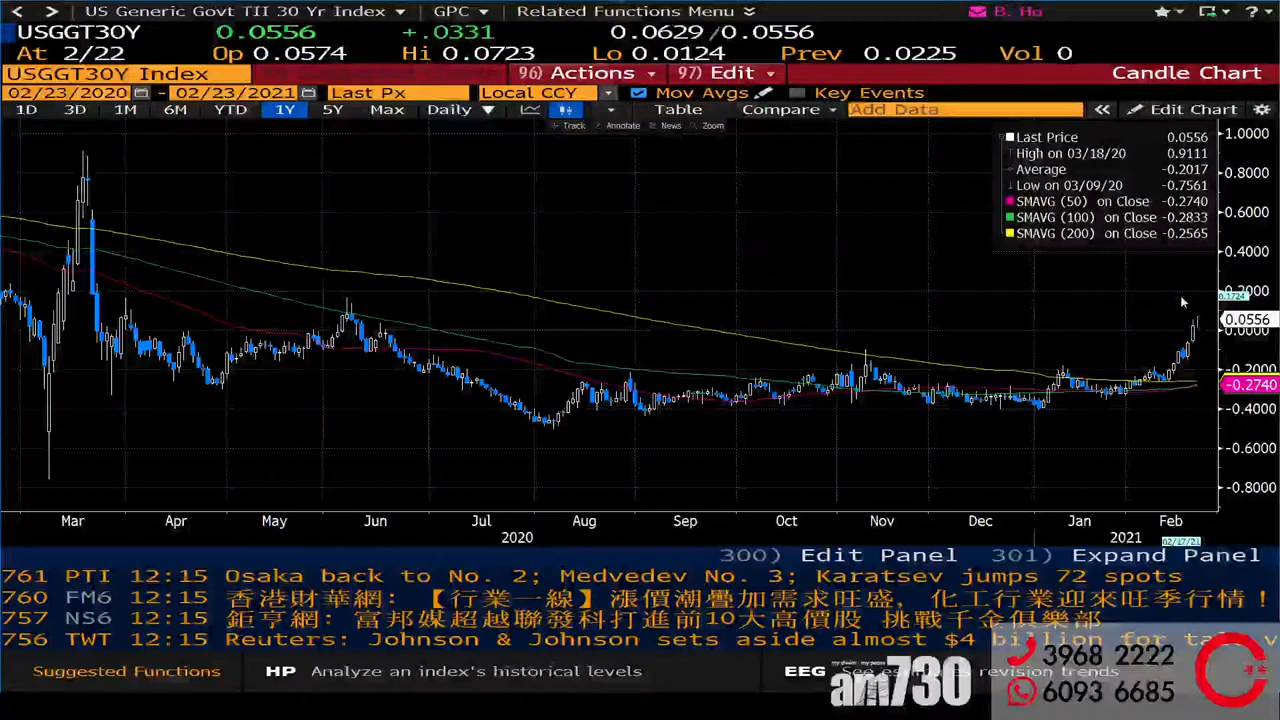 US Generic Govt TII 30 Yr Index GPC Related Functions Menu B. Ho
USGGT30Y 0.0556 +.0331 0.0629/0.0556
At 2/22 Op 0.0574 Hi 0.0723 Lo 0.0124 Prev 0.0225 Vol 0
USGGT30Y Index 96) Actions 97) Edit Candle Chart
02/23/2020 - 02/23/2021 Last Px Local CCY Mov Avgs Key Events
1D 3D 1M 6M YTD 1Y 5Y Max Daily Table Compare Add Data Edit Chart
Track Annotate News Zoom
1.0000
Last Price 0.0556
High on 03/18/20 0.9111
Average -0.2017
Low on 03/09/20 -0.7561
SMAVG (50) on Close -0.2740
SMAVG (100) on Close -0.2833
SMAVG (200) on Close -0.2565
0.8000
0.6000
0.4000
0.2000
0.1724
0.0556
0.0000
-0.2000
-0.2740
-0.4000
-0.6000
-0.8000
Mar Apr May Jun Jul Aug Sep Oct Nov Dec Jan Feb
2020 2021
02/17/21
300) Edit Panel 301) Expand Panel
761 PTI 12:15 Osaka back to No. 2; Medvedev No. 3; Karatsev jumps 72 spots
760 FM6 12:15 香港財華網: 【行業一線】漲價潮疊加需求旺盛, 化工行業迎來旺季行情!
757 NS6 12:15 鉅亨網: 富邦媒超越聯發科打進前10大高價股 挑戰千金俱樂部
756 TWT 12:15 Reuters: Johnson & Johnson sets aside almost $4 billion for
Suggested Functions HP Analyze an index's historical levels EEG revision trends
am730
3968 2222
6093 6685